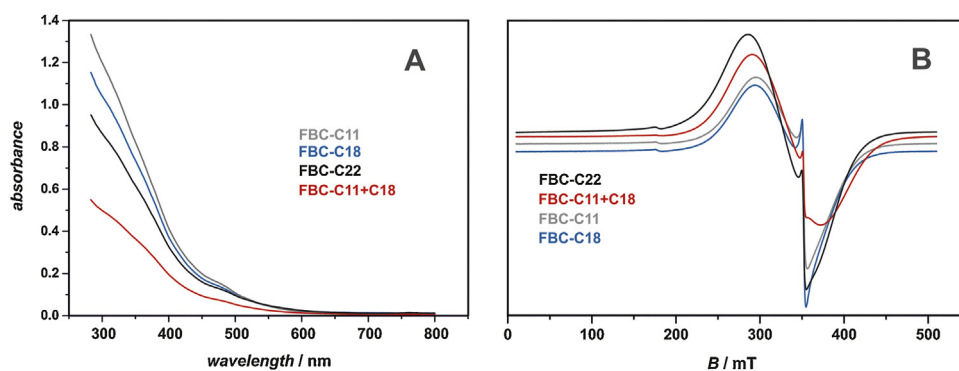 A
1.4
1.2
1.0
0.8
0.6
0.4
0.2
0.0
absorbance
FBC-C11
FBC-C18
FBC-C22
FBC-C11+C18
300
400
500
600
700
800
wavelength / nm
B
FBC-C22
FBC-C11+C18
FBC-C11
FBC-C18
0
100
200
300
400
500
B / mT